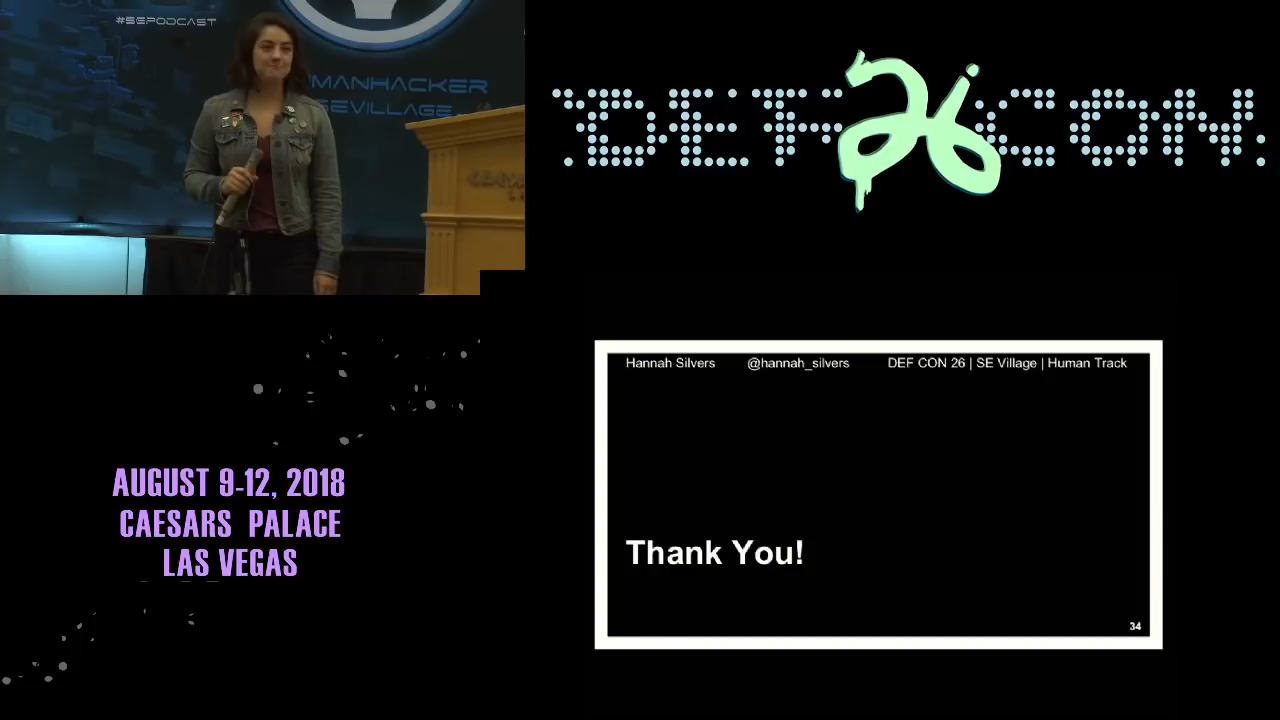 #SEPODCAST
MANHACKER
SEVILLAGE
DEF 26 CON
Hannah Silvers @hannah_silvers DEF CON 26 | SE Village | Human Track
Thank You!
34
AUGUST 9-12, 2018
CAESARS PALACE
LAS VEGAS